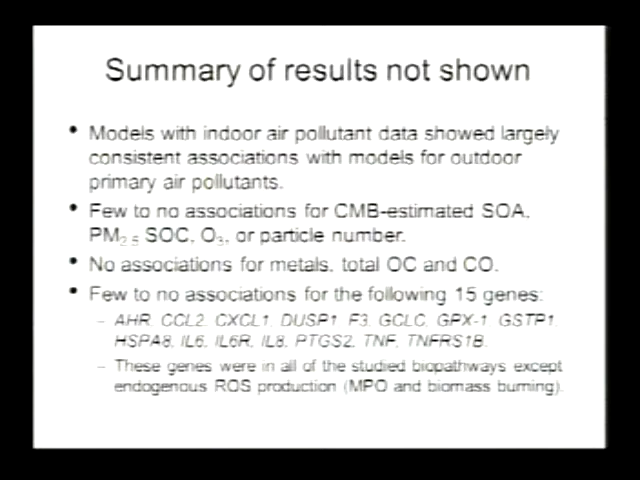 Summary of results not shown
• Models with indoor air pollutant data showed largely
consistent associations with models for outdoor
primary air pollutants.
• Few to no associations for CMB-estimated SOA,
PM2.5 SOC, O3, or particle number.
• No associations for metals, total OC and CO.
• Few to no associations for the following 15 genes:
– AHR, CCL2, CXCL1, DUSP1, F3, GCLC, GPX-1, GSTP1,
HSPA8, IL6, IL6R, IL8, PTGS2, TNF, TNFRS1B.
– These genes were in all of the studied biopathways except
endogenous ROS production (MPO and biomass burning).